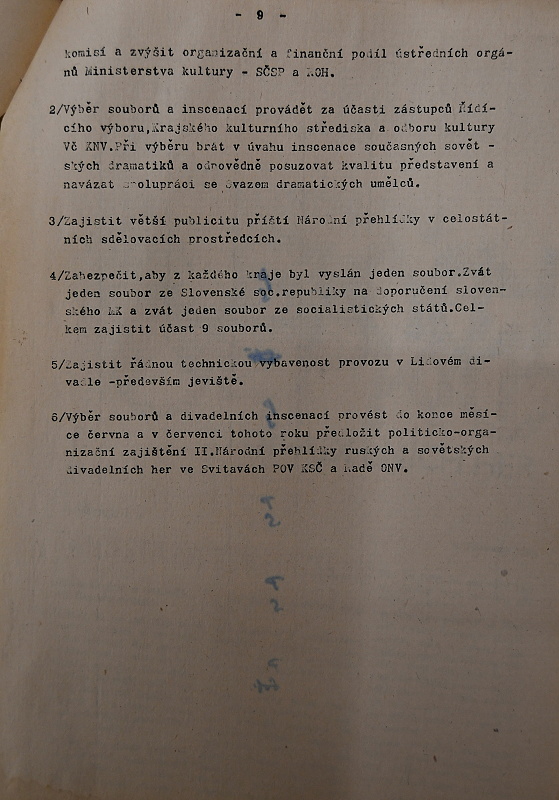 - 9 -
komisí a zvýšit organizační a finanční podíl ústředních orgá-
nů Ministerstva kultury - SČSP a ROH.
2/Výběr souborů a inscenací provádět za účasti zástupců Řídí-
cího výboru,Krajského kulturního střediska a odboru kultury
Vč KNV.Při výběru brát v úvahu inscenace současných sovět -
ských dramatiků a odpovědně posuzovat kvalitu představení a
navázat spolupráci se Svazem dramatických umělců.
3/Zajistit větší publicitu příští Národní přehlídky v celostát-
ních sdělovacích prostředcích.
4/Zabezpečit,aby z každého kraje byl vyslán jeden soubor.Zvát
jeden soubor ze Slovenské soc.republiky na doporučení sloven-
ského MK a zvát jeden soubor ze socialistických států.Cel-
kem zajistit účast 9 souborů.
5/Zajistit řádnou technickou vybavenost provozu v Lidovém di-
vadle -především jeviště.
6/Výběr souborů a divadelních inscenací provést do konce měsí-
ce června a v červenci tohoto roku předložit politicko-orga-
nizační zajištění II.Národní přehlídky ruských a sovětských
divadelních her ve Svitavách POV KSČ a Radě ONV.